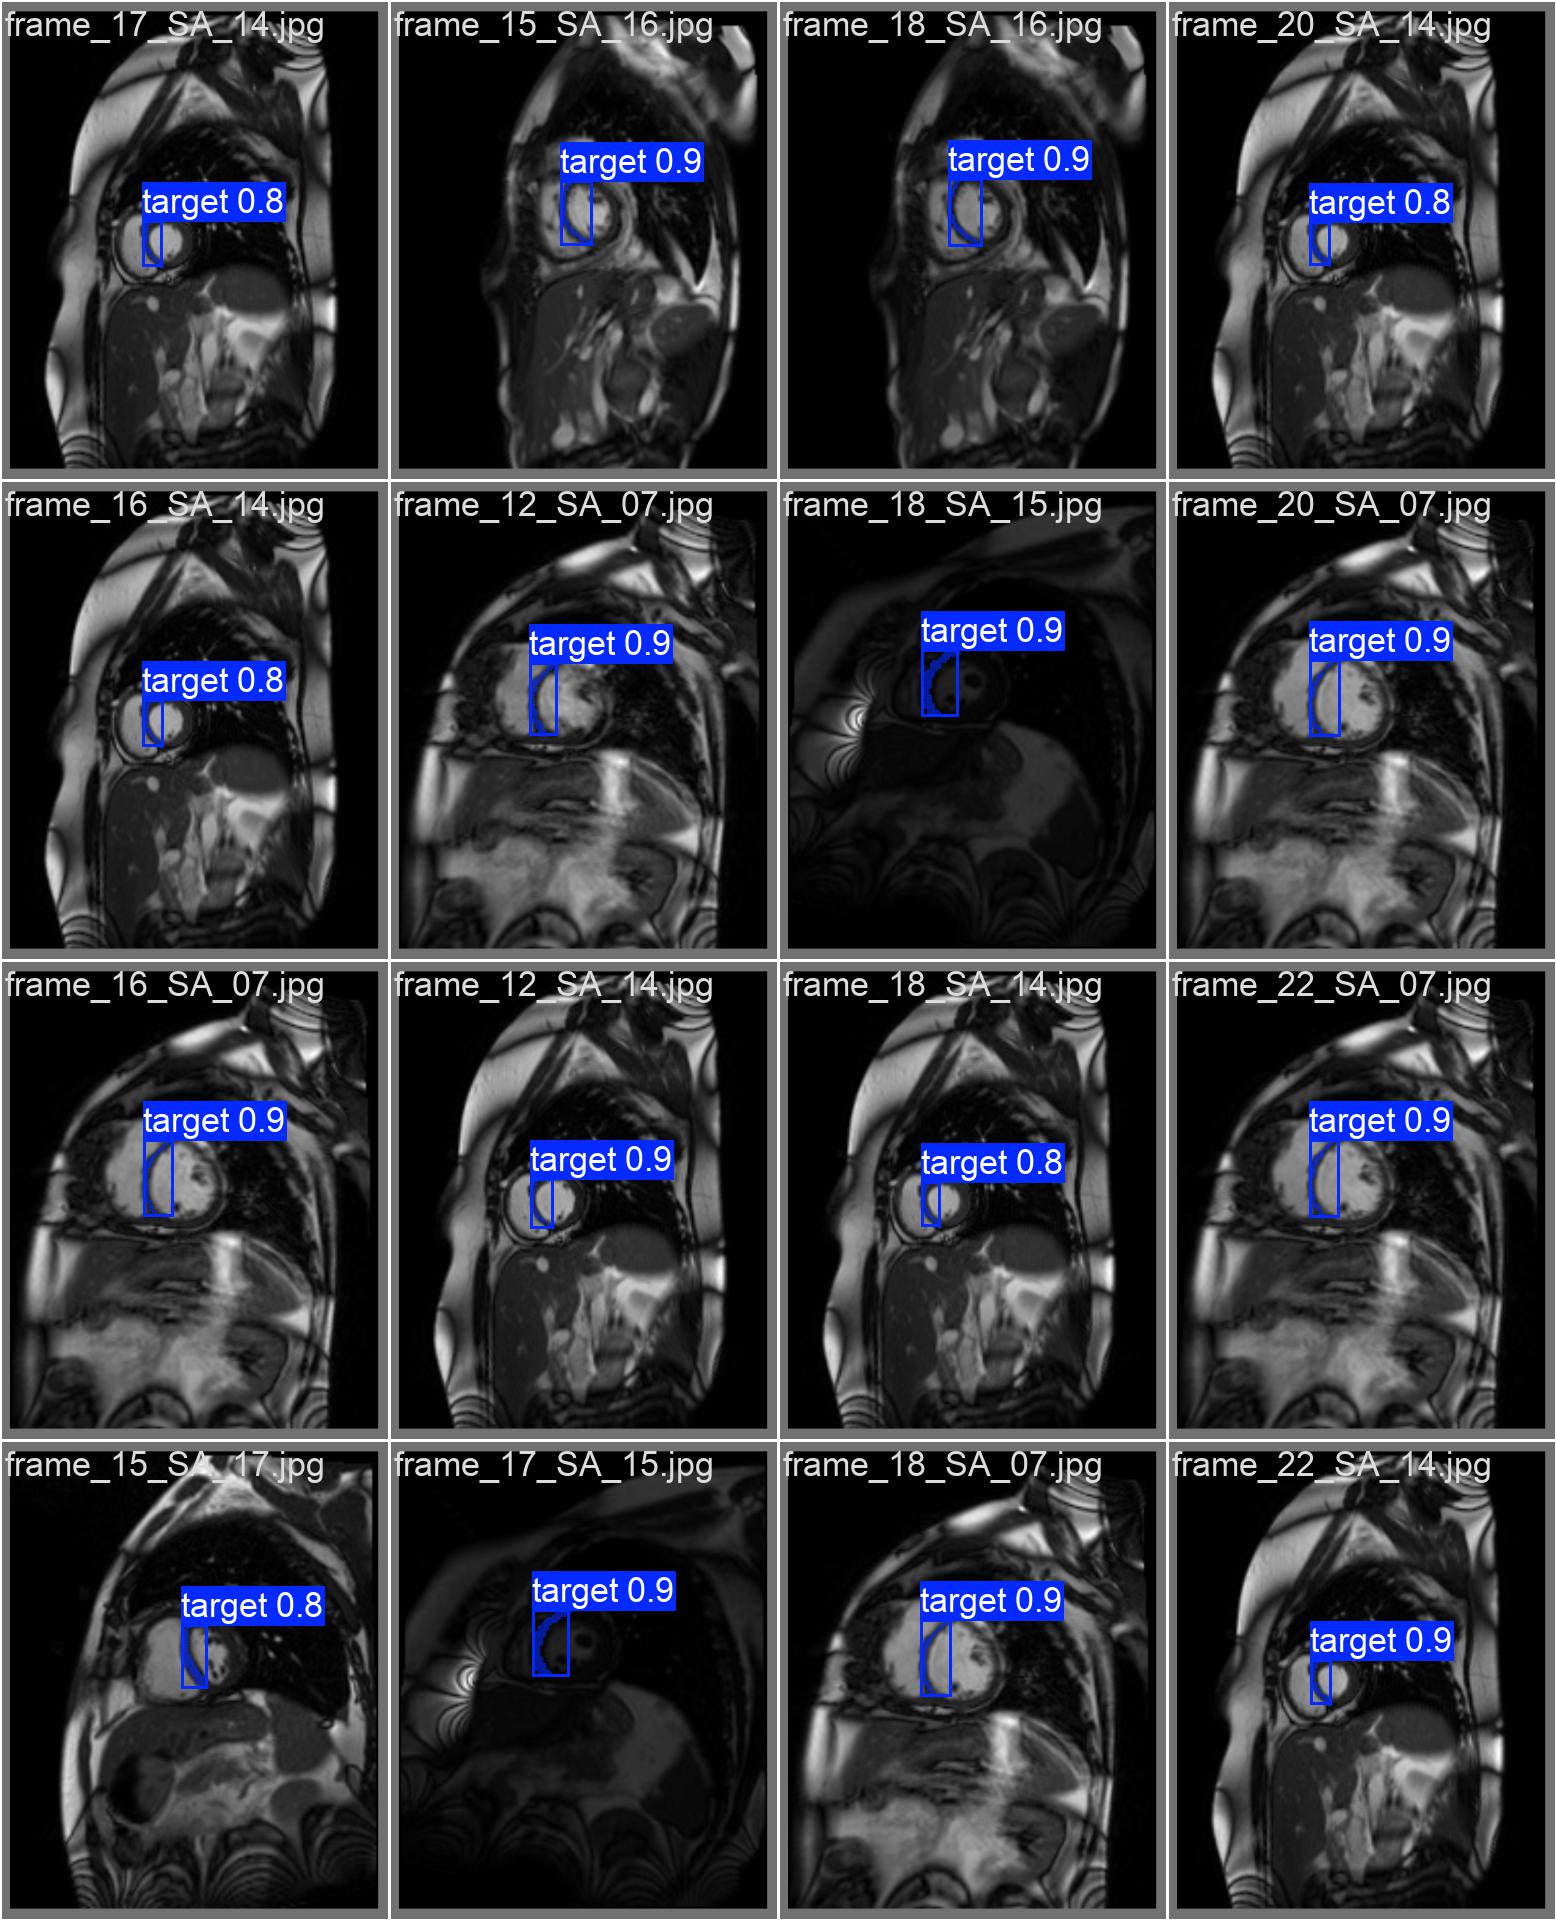 frame_17_SA_14.jpg
frame_15_SA_16.jpg
frame_18_SA_16.jpg
frame_20_SA_14.jpg
target 0.8
target 0.9
target 0.9
target 0.8
frame_16_SA_14.jpg
frame_12_SA_07.jpg
frame_18_SA_15.jpg
frame_20_SA_07.jpg
target 0.8
target 0.9
target 0.9
target 0.9
frame_16_SA_07.jpg
frame_12_SA_14.jpg
frame_18_SA_14.jpg
frame_22_SA_07.jpg
target 0.9
target 0.9
target 0.8
target 0.9
frame_15_SA_17.jpg
frame_17_SA_15.jpg
frame_18_SA_07.jpg
frame_22_SA_14.jpg
target 0.8
target 0.9
target 0.9
target 0.9